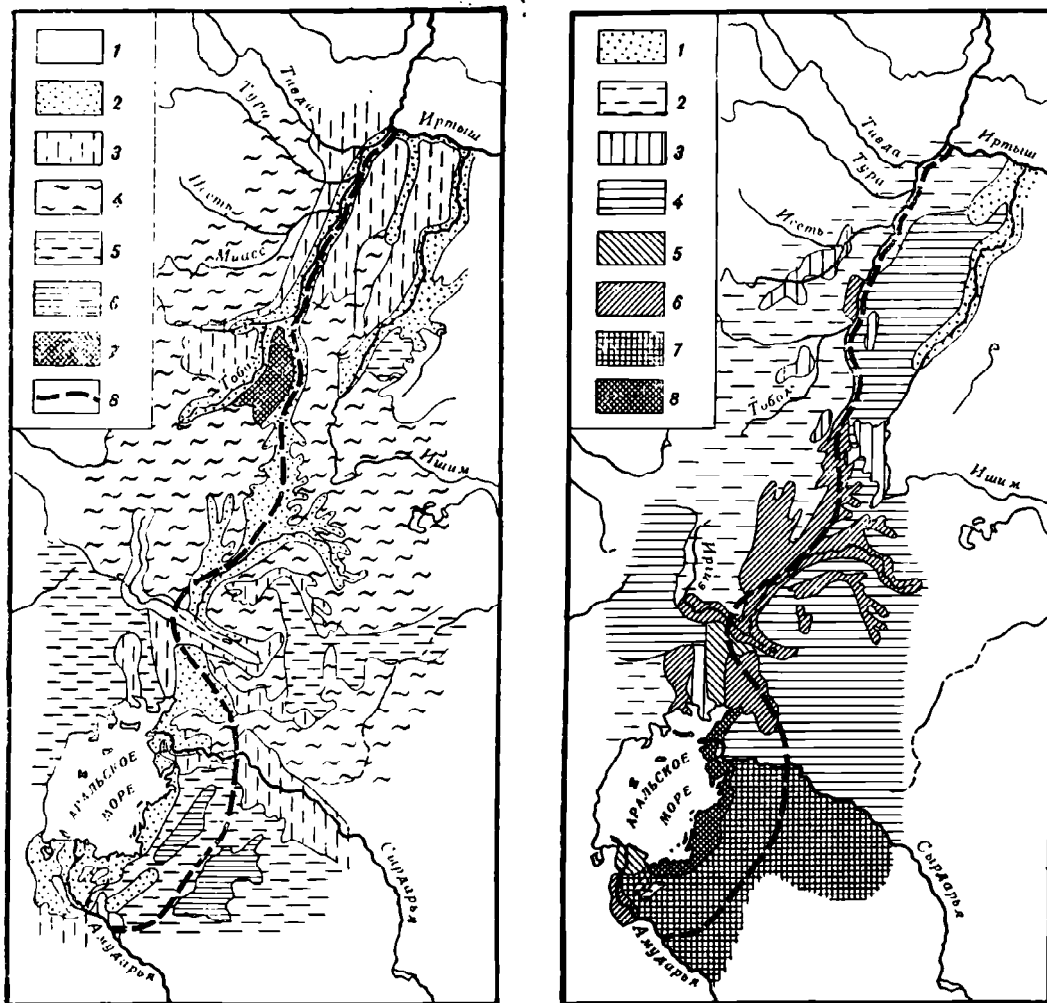 1
2
3
4
5
6
7
8
Тавда
Тура
Иртыш
Исеть
Миасс
Тобол
Ишим
АРАЛЬСКОЕ
МОРЕ
Сырдарья
Амударья
1
2
3
4
5
6
7
8
Тавда
Тура
Иртыш
Исеть
Тобол
Ишим
Иргиз
АРАЛЬСКОЕ
МОРЕ
Сырдарья
Амударья